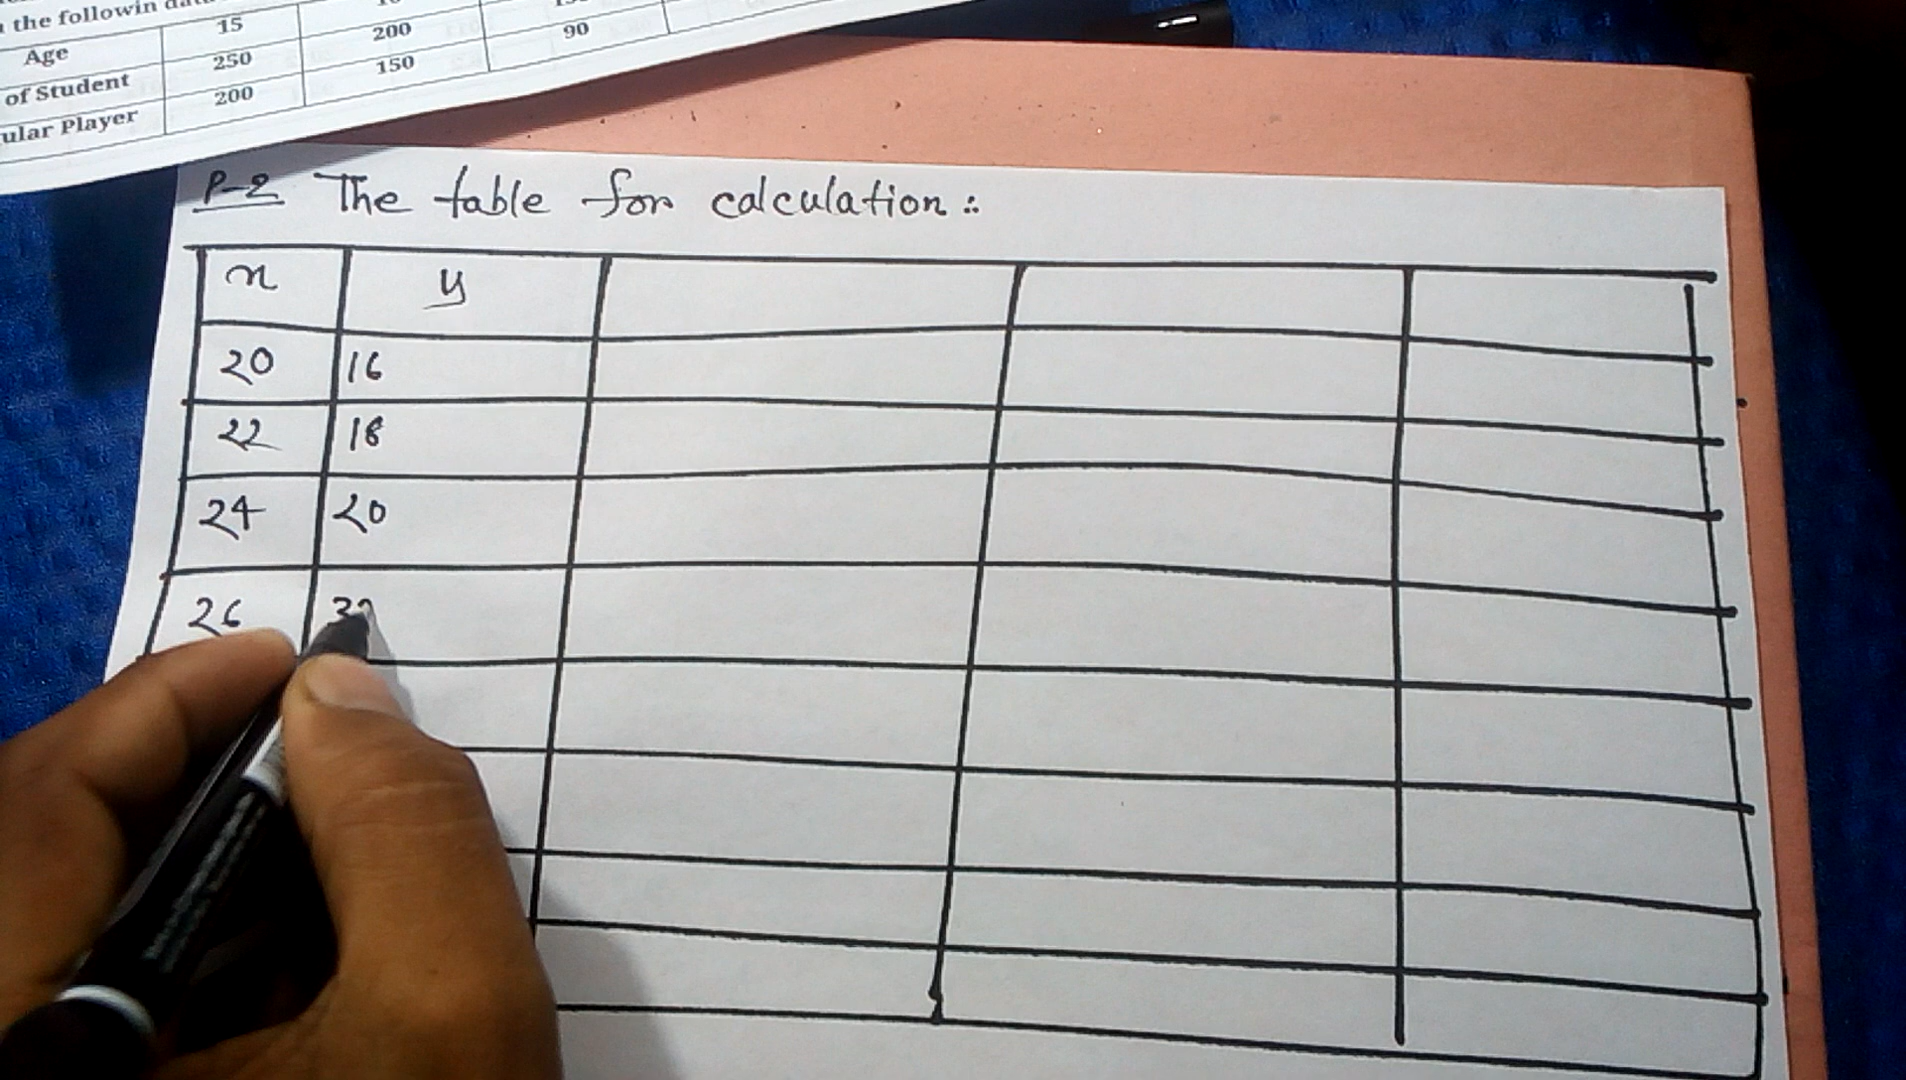 the followin
Age 15
of Student 250 200
ular Player 200 150 90
P-2 The table for calculation :
x y
20 16
22 18
24 20
26